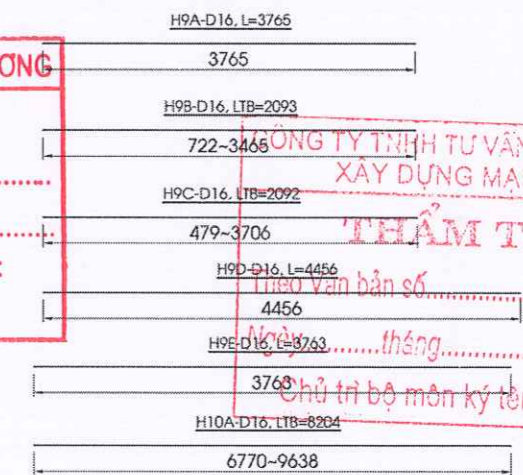 H9A-D16, L=3765
ƠNG
3765
H9B-D16, LTB=2093
722~3465
CÔNG TY TNHH TƯ VẤN
XÂY DỰNG MẠ
H9C-D16, LTB=2092
479~3706
THẨM T
H9D-D16, L=4456
Theo văn bản số
4456
H9E-D16, L=3763
Ngày..........tháng
3763
Chủ trì bộ môn ký tên
H10A-D16, LTB=8204
6770~9638